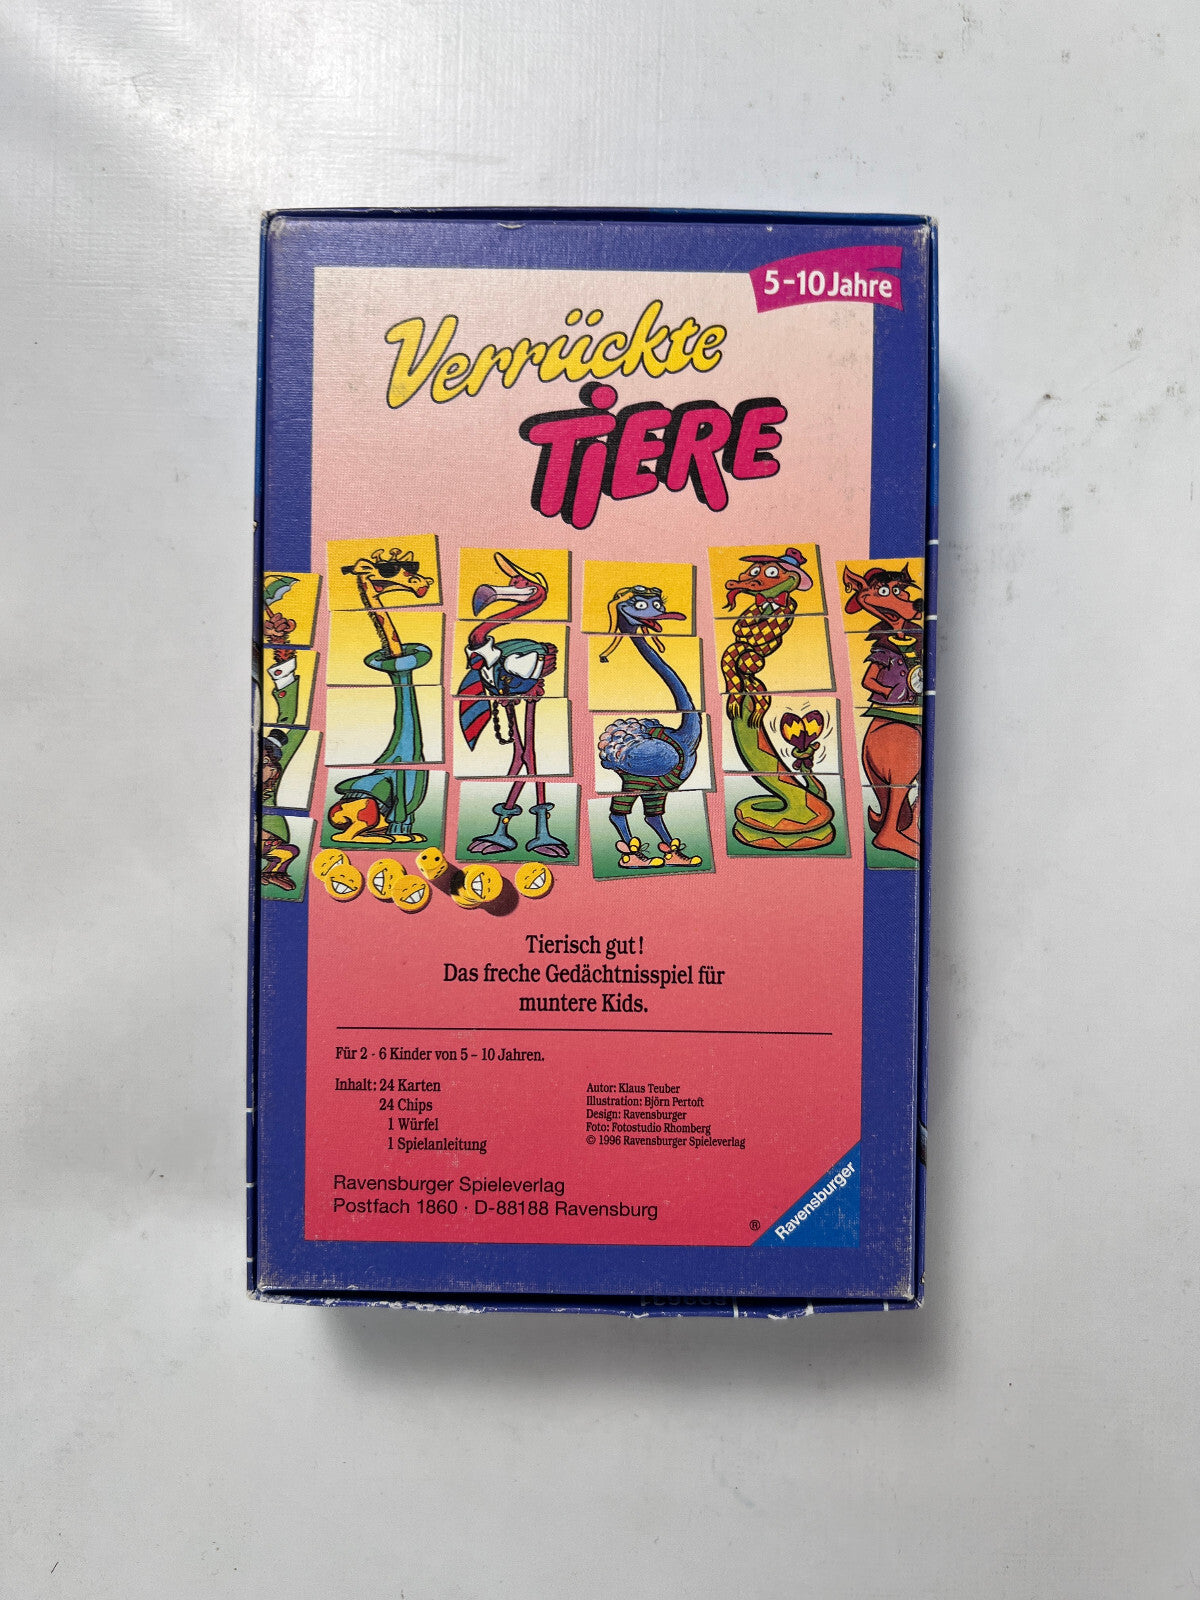 5-10 Jahre
Verrückte
TiERE
Tierisch gut!
Das freche Gedächtnisspiel für
muntere Kids.
Für 2 - 6 Kinder von 5 – 10 Jahren.
Inhalt: 24 Karten
24 Chips
1 Würfel
1 Spielanleitung
Autor: Klaus Teuber
Illustration: Björn Pertoft
Design: Ravensburger
Foto: Fotostudio Rhomberg
© 1996 Ravensburger Spieleverlag
Ravensburger Spieleverlag
Postfach 1860 · D-88188 Ravensburg
®
Ravensburger